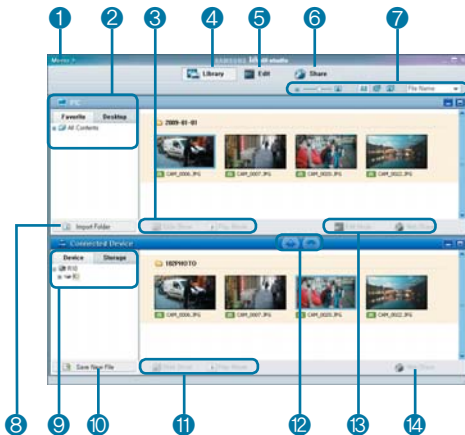 1 2 3 4 5 6 7
Menu
SAMSUNG Intelli-studio
Library Edit Share
File Name
PC
Favorite Desktop
All Contents
2009-01-01
CAM_0006.JPG CAM_0007.JPG CAM_0020.JPG CAM_0022.JPG
Import Folder
Connected Device
Device Storage
102PHOTO
CAM_0006.JPG CAM_0007.JPG CAM_0020.JPG CAM_0022.JPG
Save New File
8 9 10 11 12 13 14